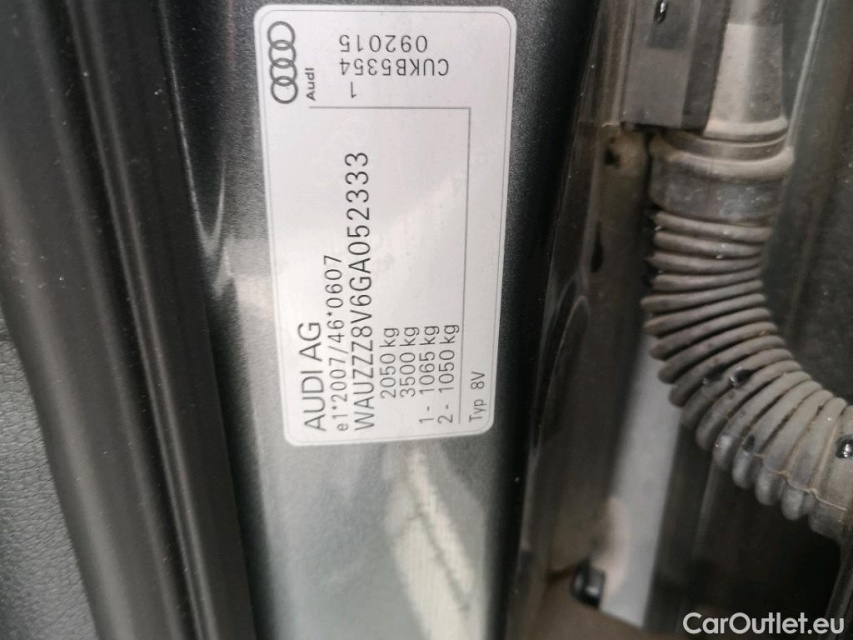 AUDI AG
e1*2007/46*0607
WAUZZZ8V6GA052333
2050 kg
3500 kg
1 - 1065 kg
2 - 1050 kg
Typ 8V
Audi
1
092015
CUKB5354
CarOutlet.eu